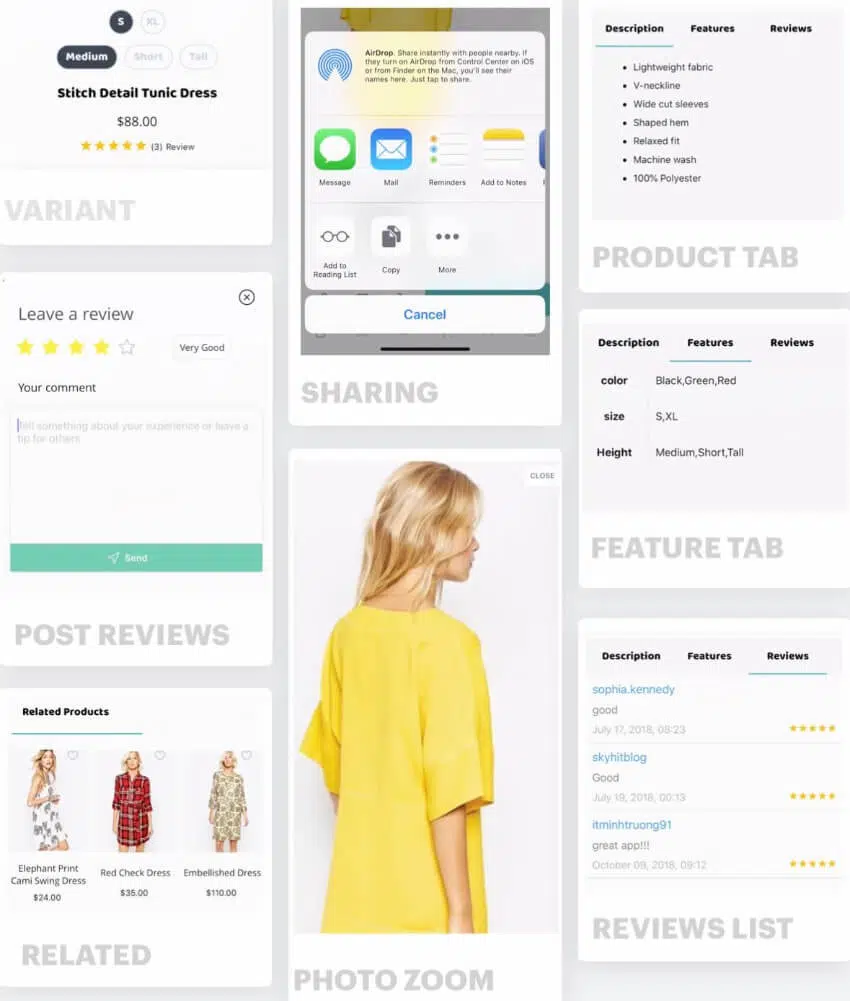 S XL
Medium Short Tall
Stitch Detail Tunic Dress
$88.00
(3) Review
VARIANT
Leave a review
Very Good
Your comment
Tell something about your experience or leave a
tip for others
Send
POST REVIEWS
Related Products
Elephant Print
Cami Swing Dress
$24.00
Red Check Dress
$35.00
Embellished Dress
$110.00
RELATED
AirDrop. Share instantly with people nearby. If
they turn on AirDrop from Control Center on iOS
or from Finder on the Mac, you'll see their
names here. Just tap to share.
Message Mail Reminders Add to Notes
Add to
Reading List
Copy
More
Cancel
SHARING
CLOSE
PHOTO ZOOM
Description Features Reviews
Lightweight fabric
V-neckline
Wide cut sleeves
Shaped hem
Relaxed fit
Machine wash
100% Polyester
PRODUCT TAB
Description Features Reviews
color Black,Green,Red
size S,XL
Height Medium,Short,Tall
FEATURE TAB
Description Features Reviews
sophia.kennedy
good
July 17, 2018, 08:23
skyhitblog
Good
July 19, 2018, 00:13
itminhtruong91
great app!!!
October 09, 2018, 09:12
REVIEWS LIST